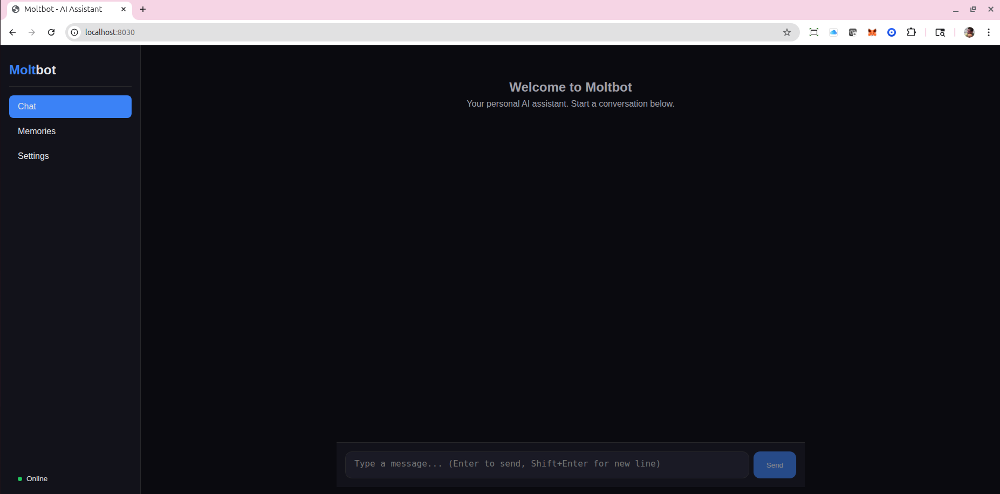 Moltbot - AI Assistant
localhost:8030
Moltbot
Chat
Memories
Settings
Online
Welcome to Moltbot
Your personal AI assistant. Start a conversation below.
Type a message... (Enter to send, Shift+Enter for new line)
Send